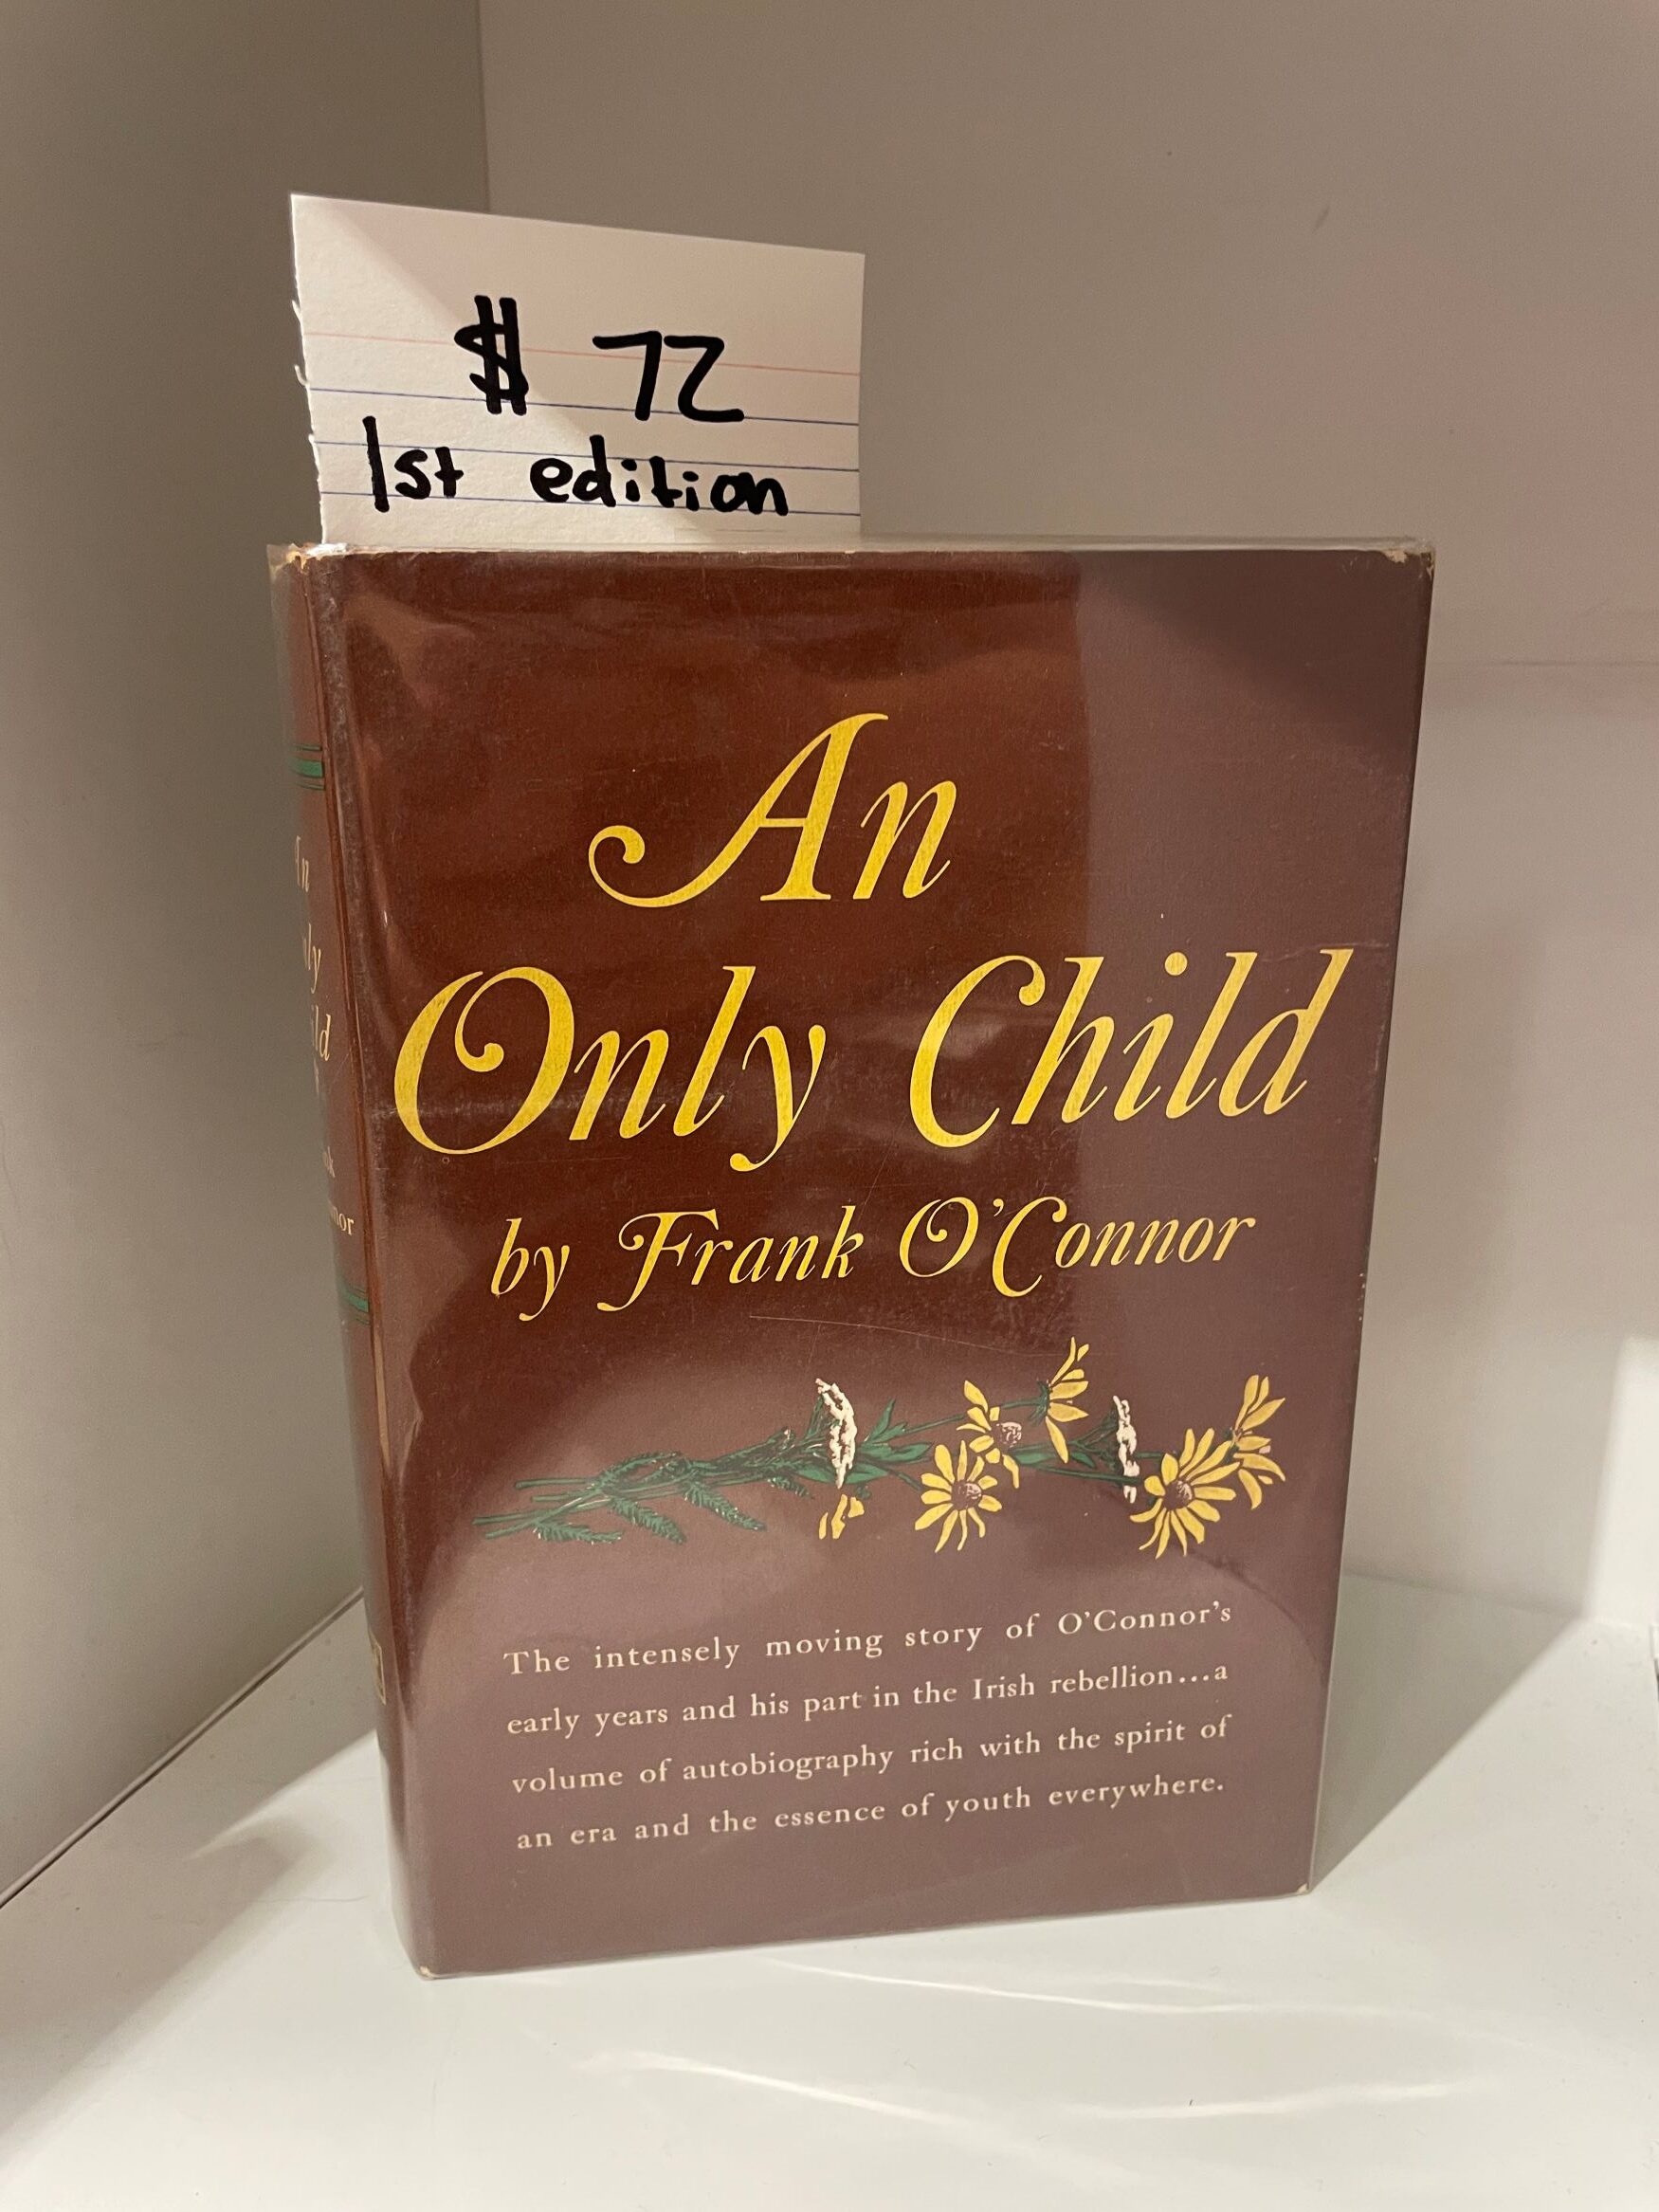 $ 72
1st edition
An
Only Child
by Frank O'Connor
The intensely moving story of O'Connor's
early years and his part in the Irish rebellion...a
volume of autobiography rich with the spirit of
an era and the essence of youth everywhere.